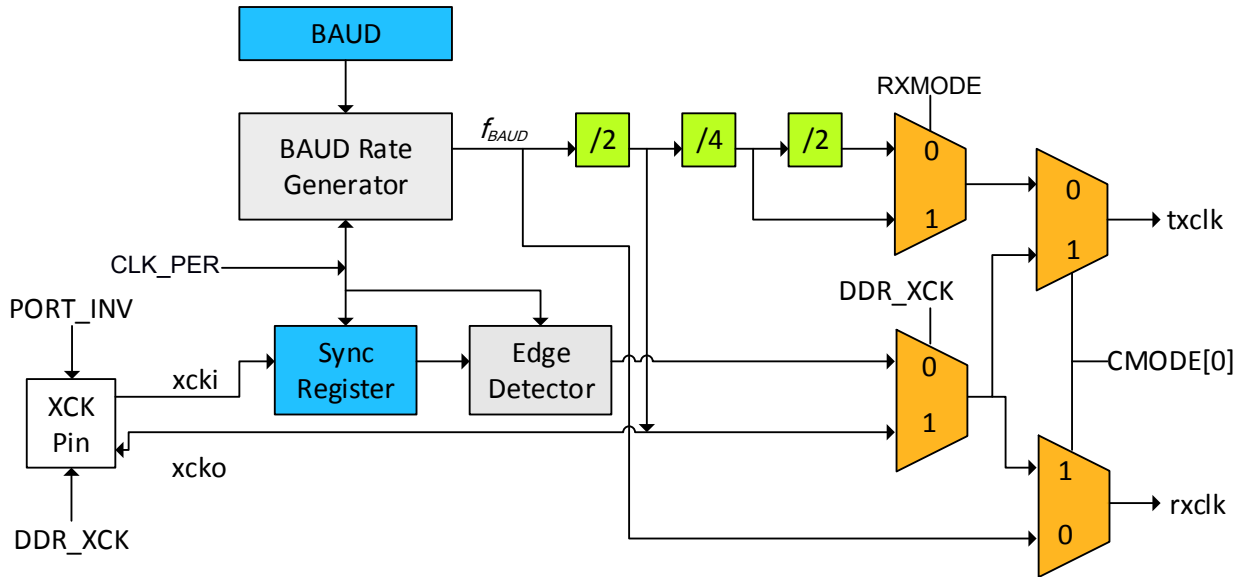 BAUD
RXMODE
f_BAUD
/2
/4
/2
BAUD Rate
Generator
0
1
0
1
txclk
CLK_PER
DDR_XCK
PORT_INV
Sync
Register
Edge
Detector
0
1
CMODE[0]
xcki
XCK
Pin
xcko
1
0
rxclk
DDR_XCK